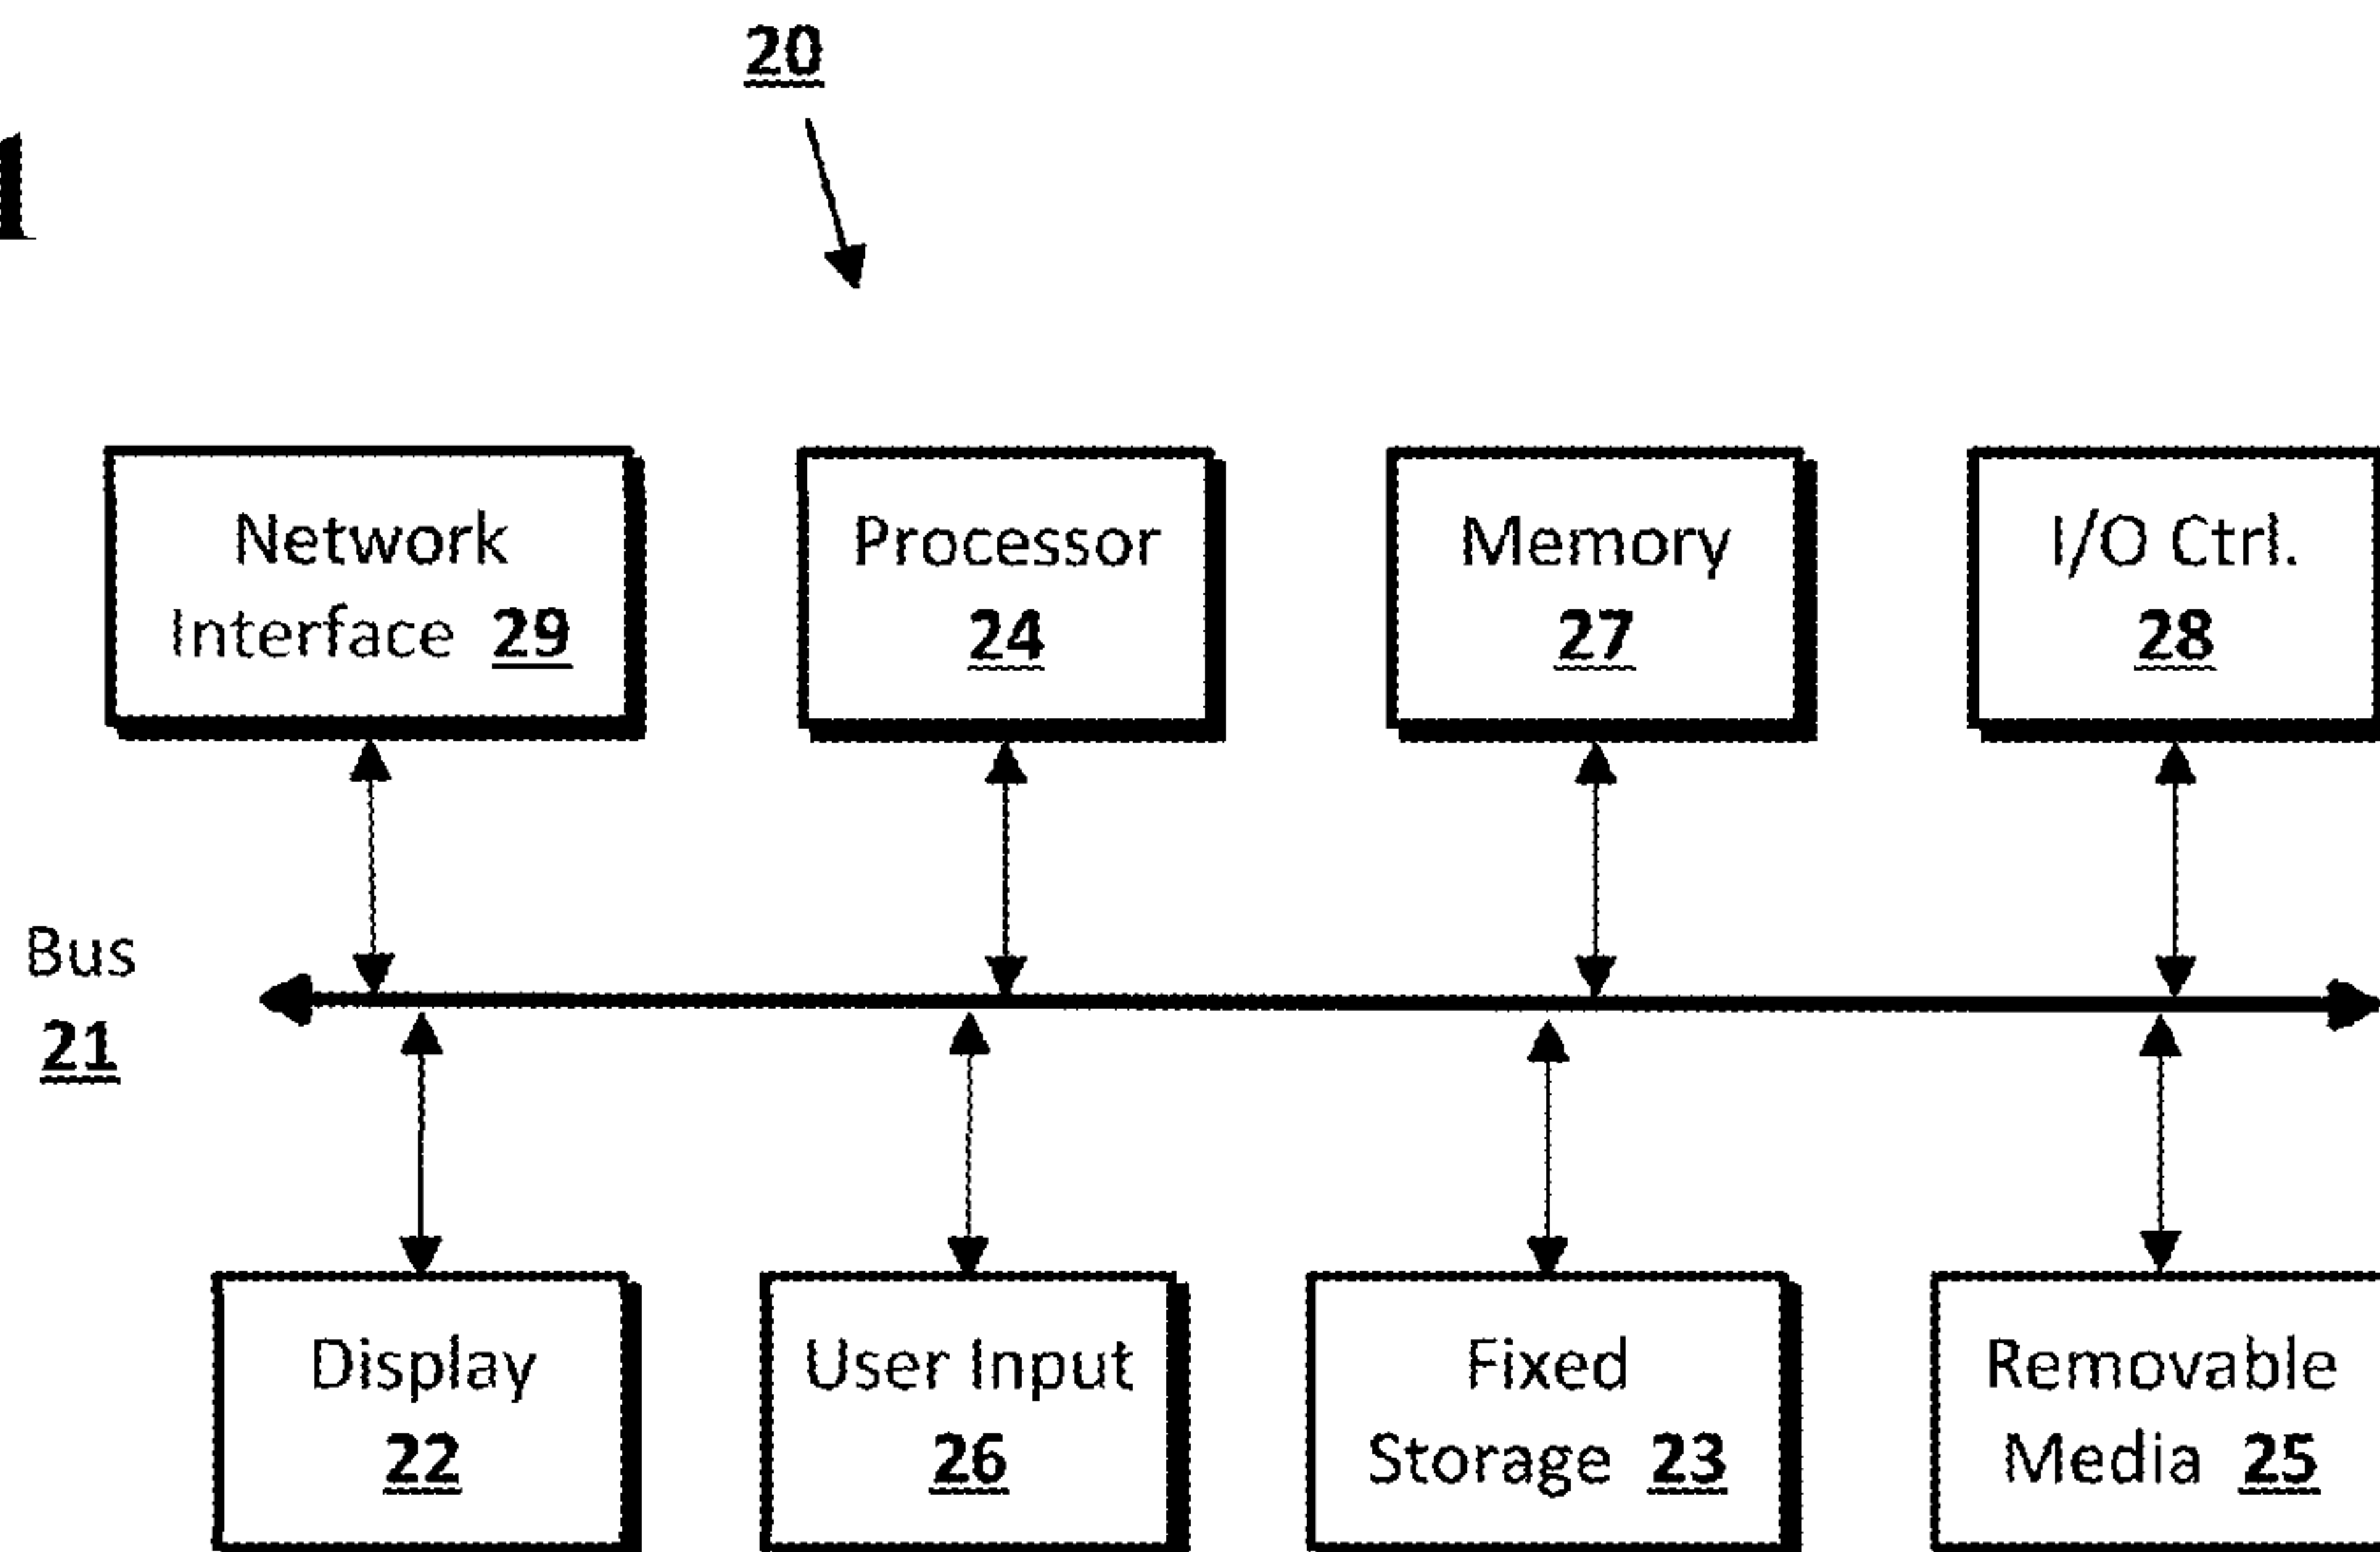 20
1
Network
Interface 29
Processor
24
Memory
27
I/O Ctrl.
28
Bus
21
Display
22
User Input
26
Fixed
Storage 23
Removable
Media 25